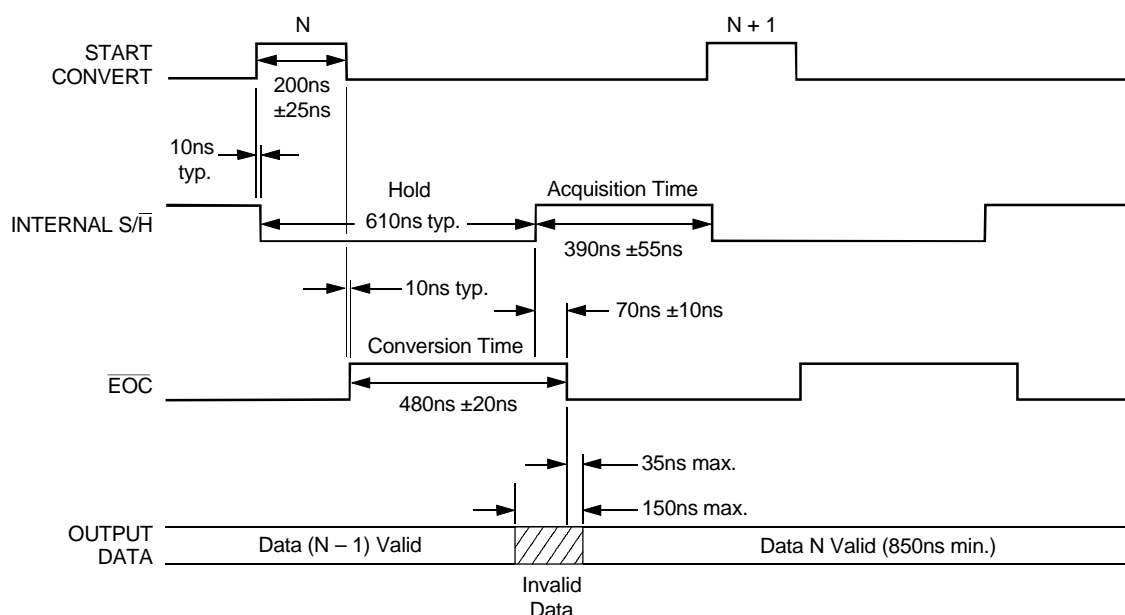 N
N + 1
START
CONVERT
200ns
±25ns
10ns
typ.
Hold
Acquisition Time
INTERNAL S/H̅
610ns typ.
390ns ±55ns
10ns typ.
70ns ±10ns
Conversion Time
E̅O̅C̅
480ns ±20ns
35ns max.
150ns max.
OUTPUT
DATA
Data (N – 1) Valid
Data N Valid (850ns min.)
Invalid
Data